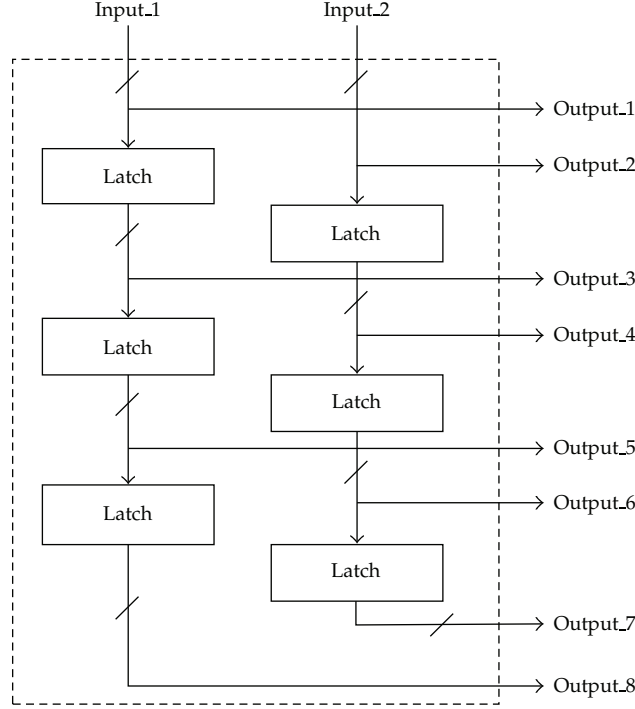 Input_1
Input_2
Output_1
Output_2
Latch
Latch
Output_3
Output_4
Latch
Latch
Output_5
Output_6
Latch
Latch
Output_7
Output_8